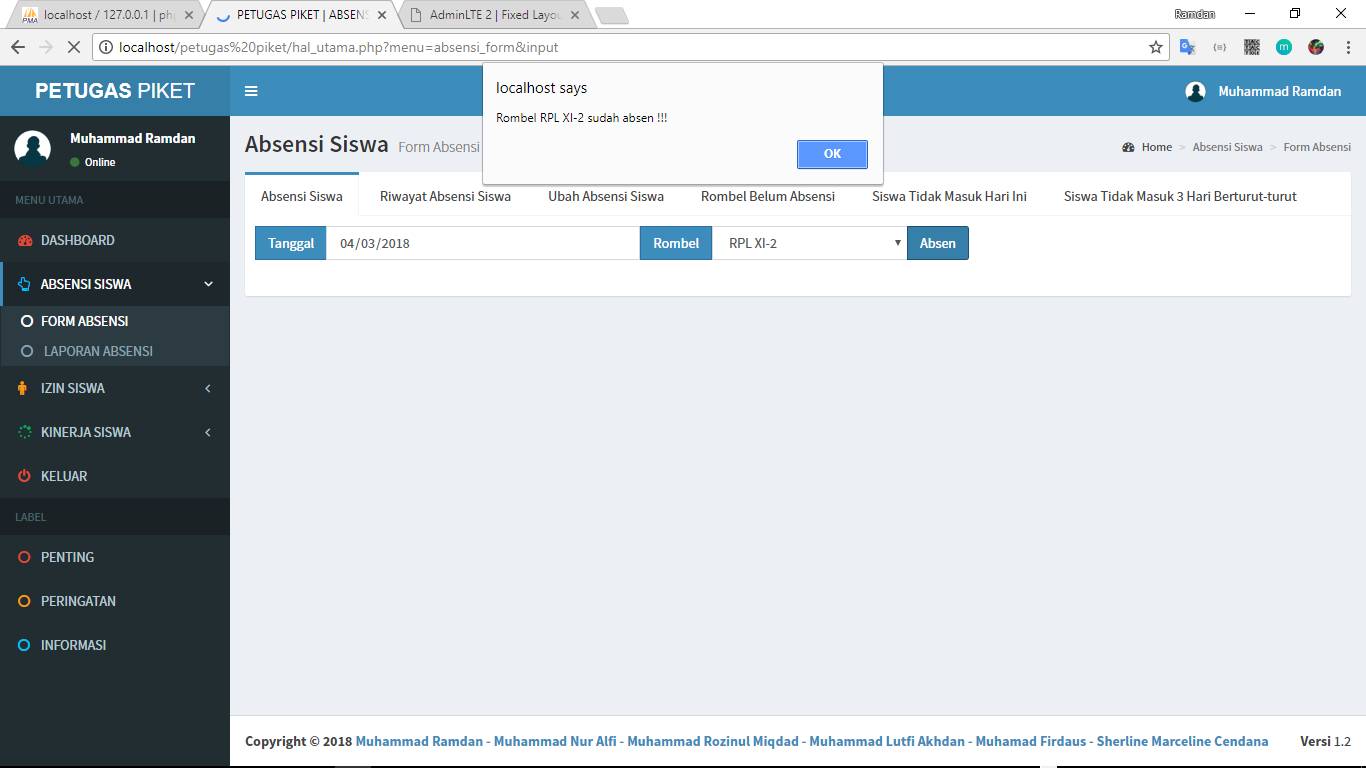 localhost / 127.0.0.1 | php
PETUGAS PIKET | ABSENS
AdminLTE 2 | Fixed Layou
Ramdan
localhost/petugas%20piket/hal_utama.php?menu=absensi_form&input
localhost says
Rombel RPL XI-2 sudah absen !!!
OK
PETUGAS PIKET
Muhammad Ramdan
Muhammad Ramdan
Online
MENU UTAMA
DASHBOARD
ABSENSI SISWA
FORM ABSENSI
LAPORAN ABSENSI
IZIN SISWA
KINERJA SISWA
KELUAR
LABEL
PENTING
PERINGATAN
INFORMASI
Absensi Siswa Form Absensi
Home > Absensi Siswa > Form Absensi
Absensi Siswa Riwayat Absensi Siswa Ubah Absensi Siswa Rombel Belum Absensi Siswa Tidak Masuk Hari Ini Siswa Tidak Masuk 3 Hari Berturut-turut
Tanggal 04/03/2018 Rombel RPL XI-2 Absen
Copyright © 2018 Muhammad Ramdan - Muhammad Nur Alfi - Muhammad Rozinul Miqdad - Muhammad Lutfi Akhdan - Muhamad Firdaus - Sherline Marceline Cendana
Versi 1.2